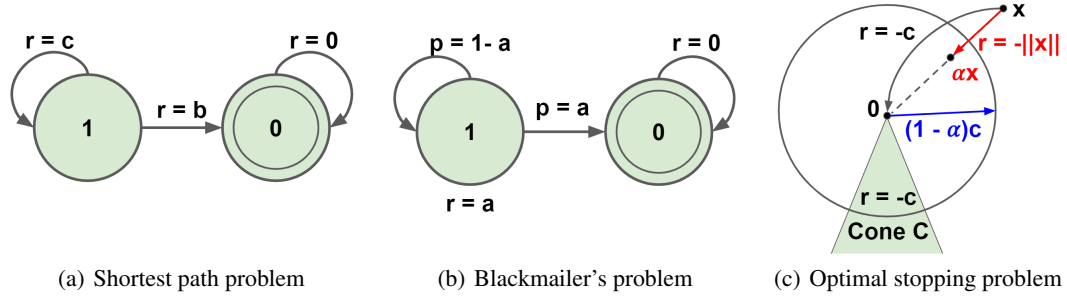 r = c
r = 0
1
r = b
0
(a) Shortest path problem
p = 1- a
r = 0
p = a
1
0
r = a
(b) Blackmailer's problem
x
r = -c
r = -||x||
αx
0
(1 - α)c
r = -c
Cone C
(c) Optimal stopping problem